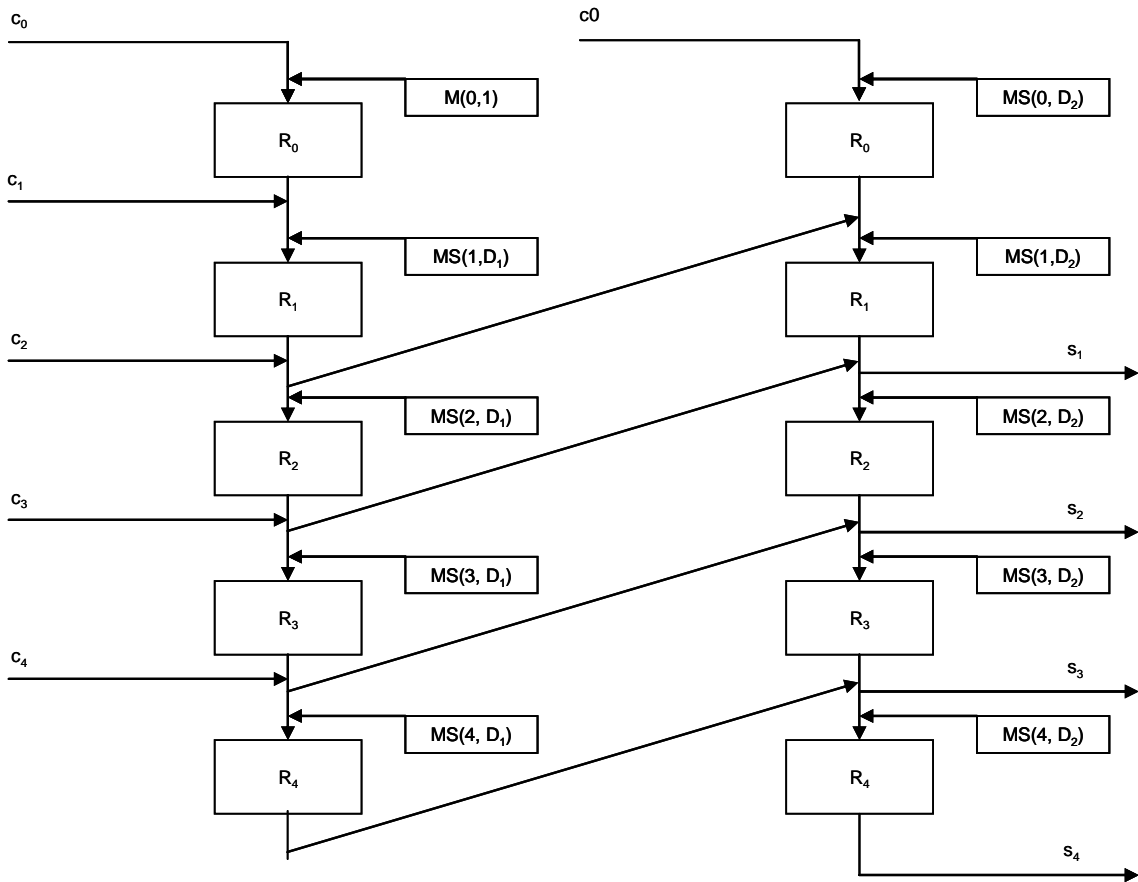 c₀
c0
M(0,1)
MS(0, D₂)
R₀
R₀
c₁
MS(1,D₁)
MS(1,D₂)
R₁
R₁
c₂
s₁
MS(2, D₁)
MS(2, D₂)
R₂
R₂
c₃
s₂
MS(3, D₁)
MS(3, D₂)
R₃
R₃
c₄
s₃
MS(4, D₁)
MS(4, D₂)
R₄
R₄
s₄